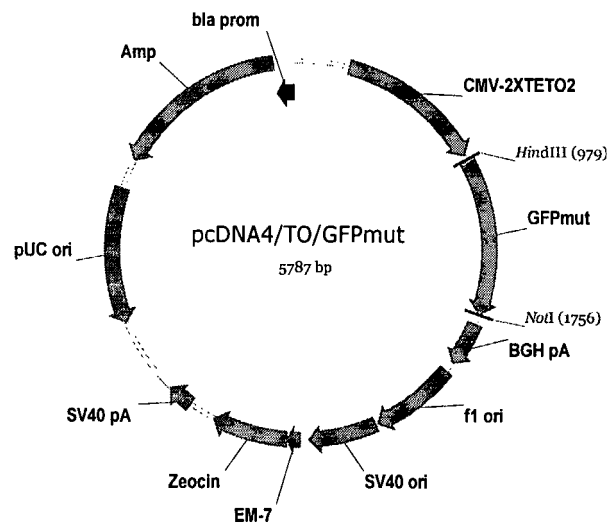 bla prom
Amp
CMV-2XTETO2
HindIII (979)
GFPmut
pcDNA4/TO/GFPmut
5787 bp
pUC ori
NotI (1756)
BGH pA
SV40 pA
f1 ori
Zeocin
SV40 ori
EM-7